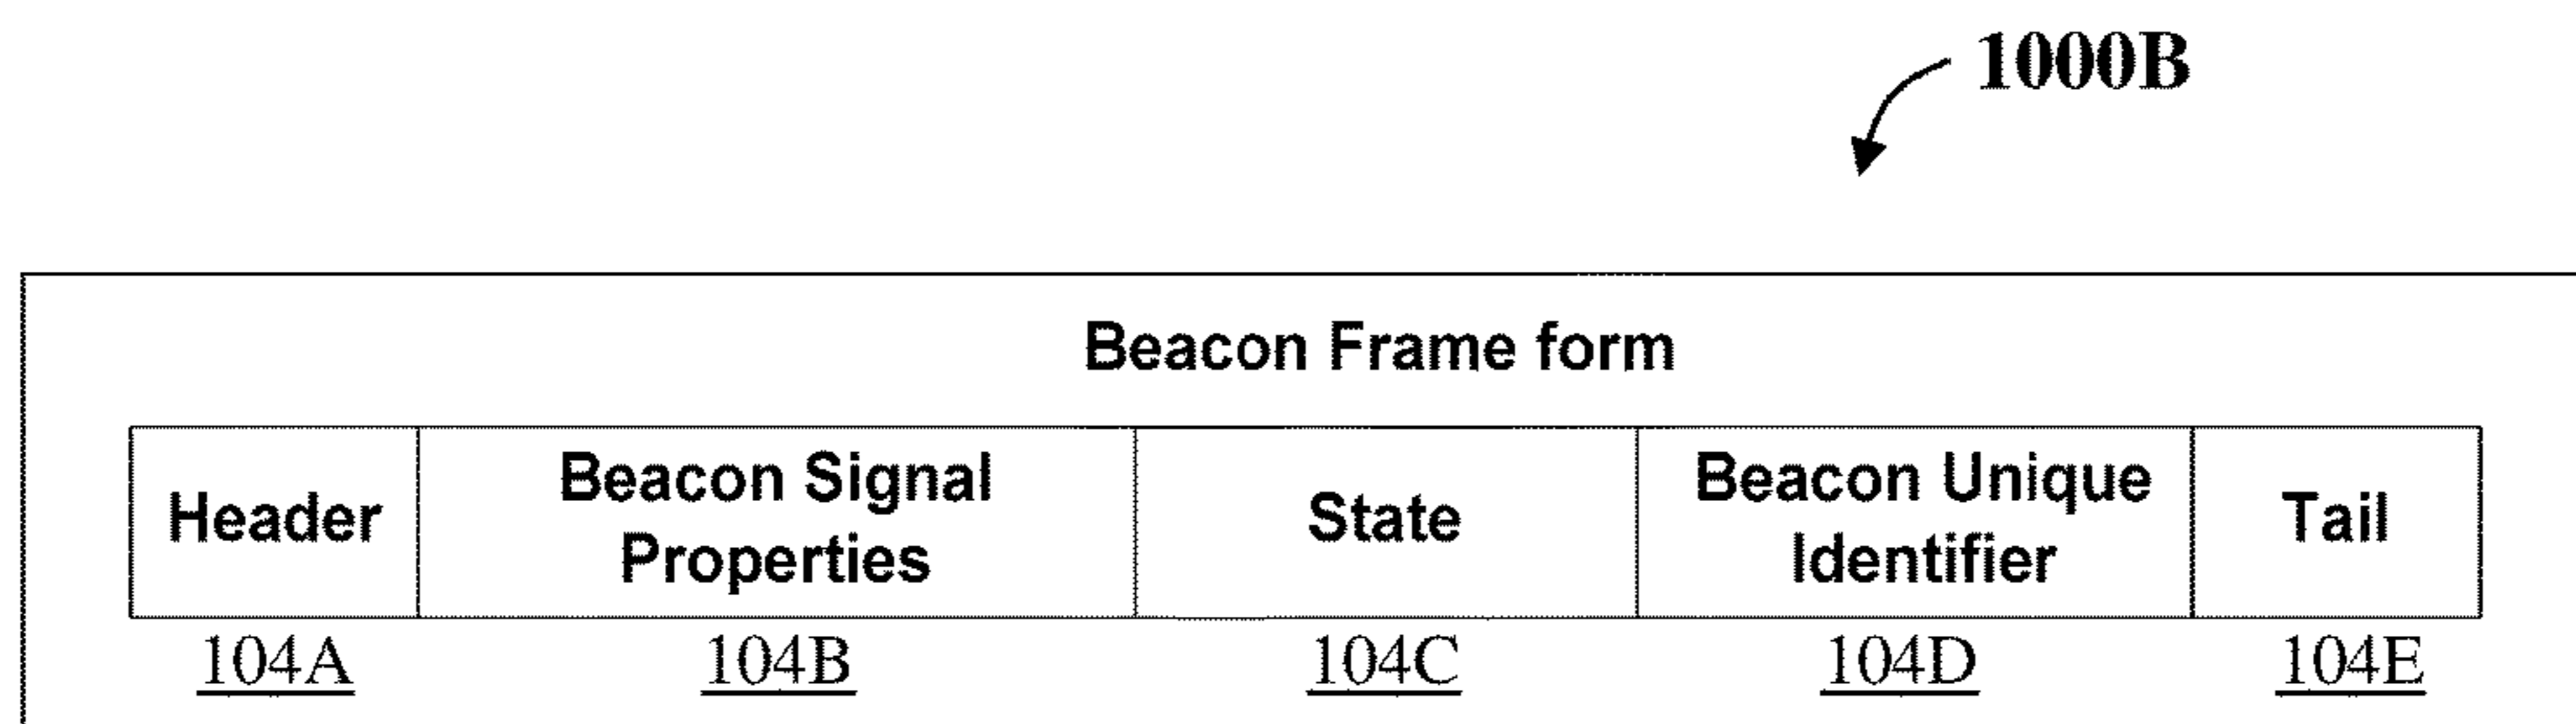 1000B
Beacon Frame form
Header
Beacon Signal
Properties
State
Beacon Unique
Identifier
Tail
104A
104B
104C
104D
104E